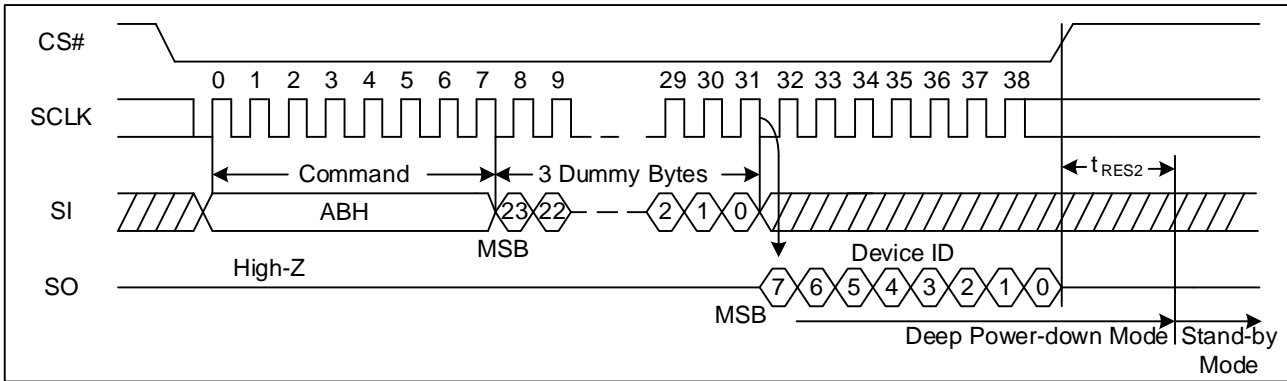 CS#
0 1 2 3 4 5 6 7 8 9 29 30 31 32 33 34 35 36 37 38
SCLK
Command 3 Dummy Bytes tRES2
SI ABH 23 22 2 1 0
MSB
High-Z Device ID
SO 7 6 5 4 3 2 1 0
MSB
Deep Power-down Mode Stand-by
Mode